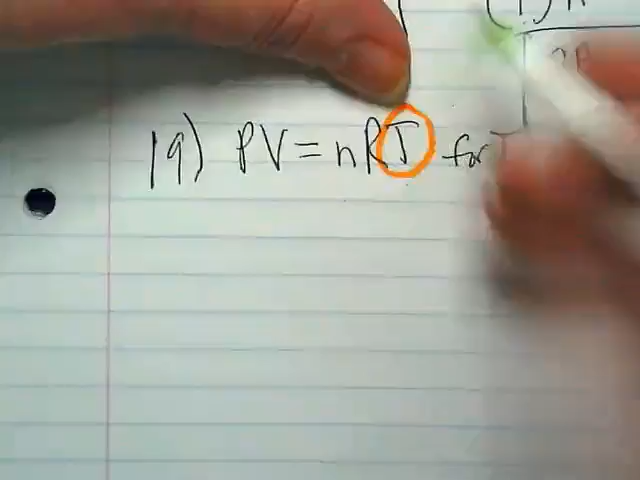 19) PV = nRT for T